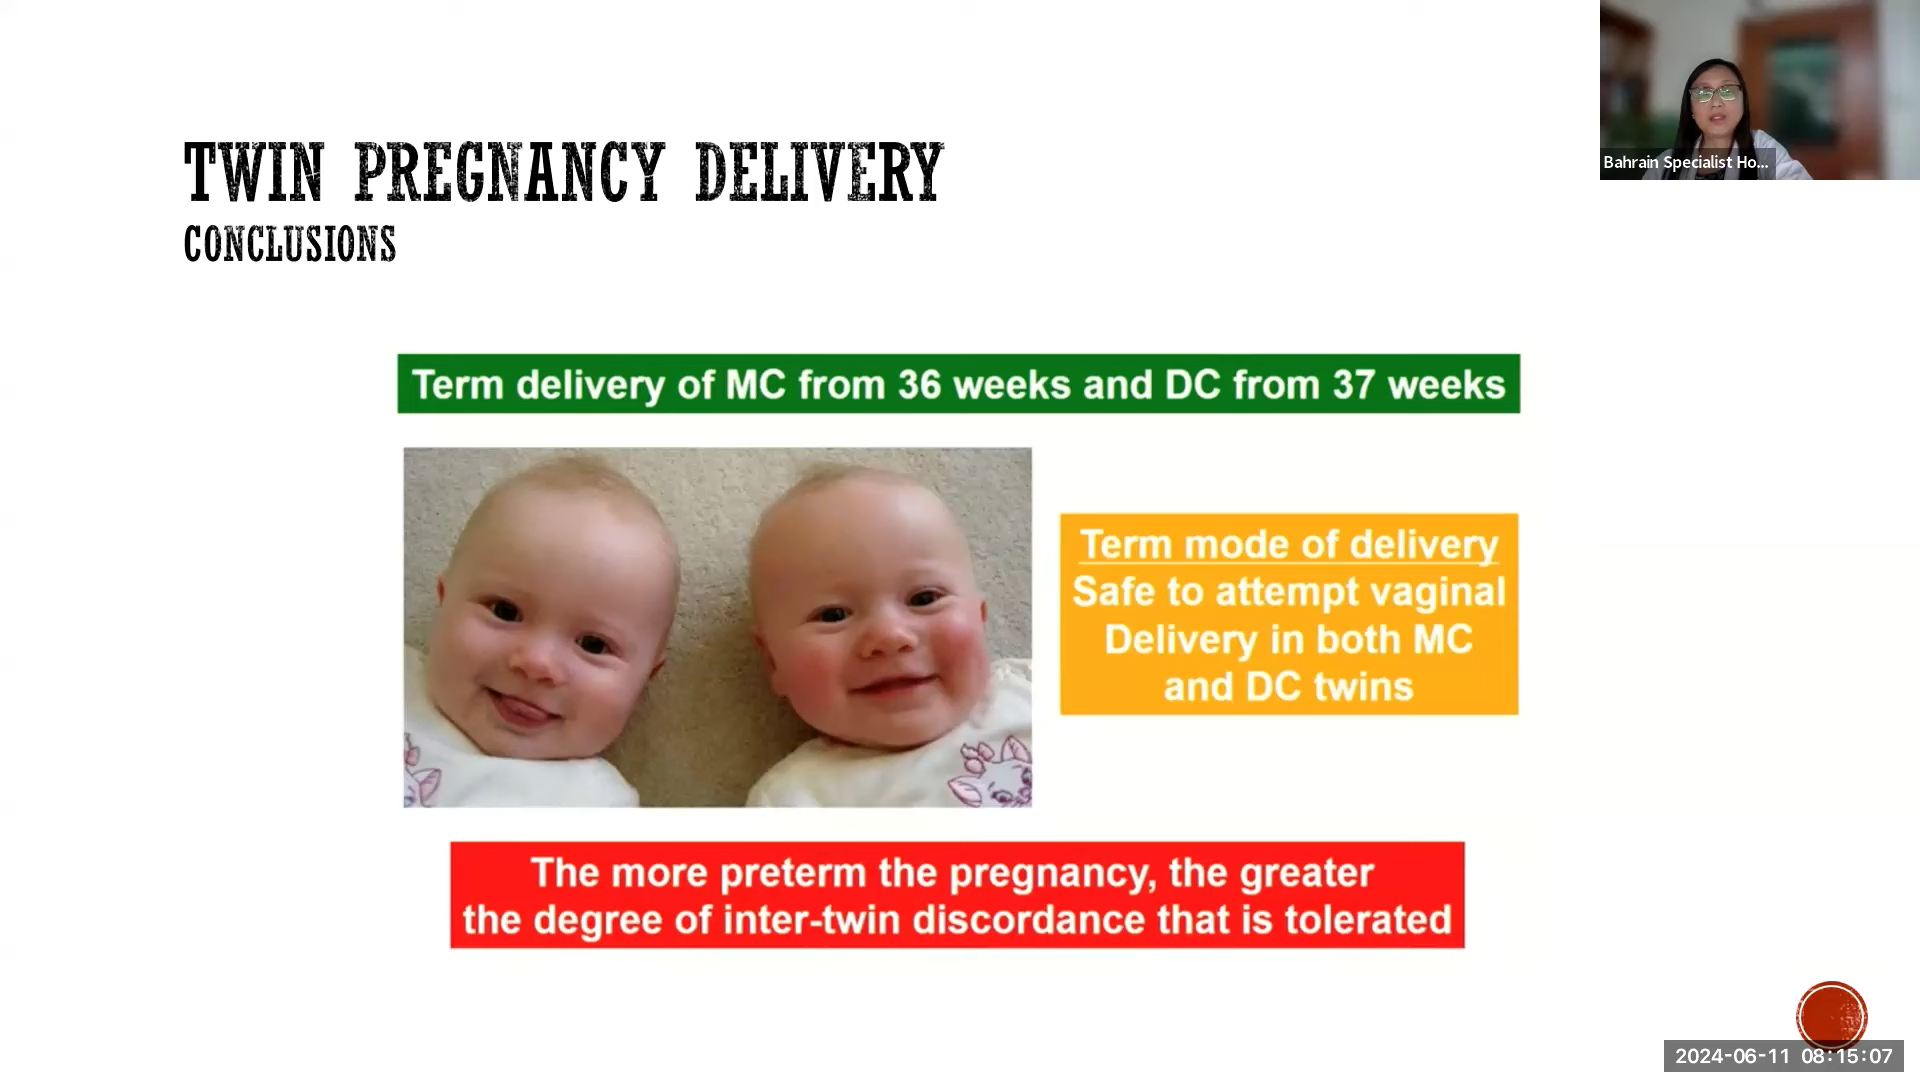 TWIN PREGNANCY DELIVERY
CONCLUSIONS
Bahrain Specialist Ho...
Term delivery of MC from 36 weeks and DC from 37 weeks
Term mode of delivery
Safe to attempt vaginal
Delivery in both MC
and DC twins
The more preterm the pregnancy, the greater
the degree of inter-twin discordance that is tolerated
2024-06-11 08:15:07